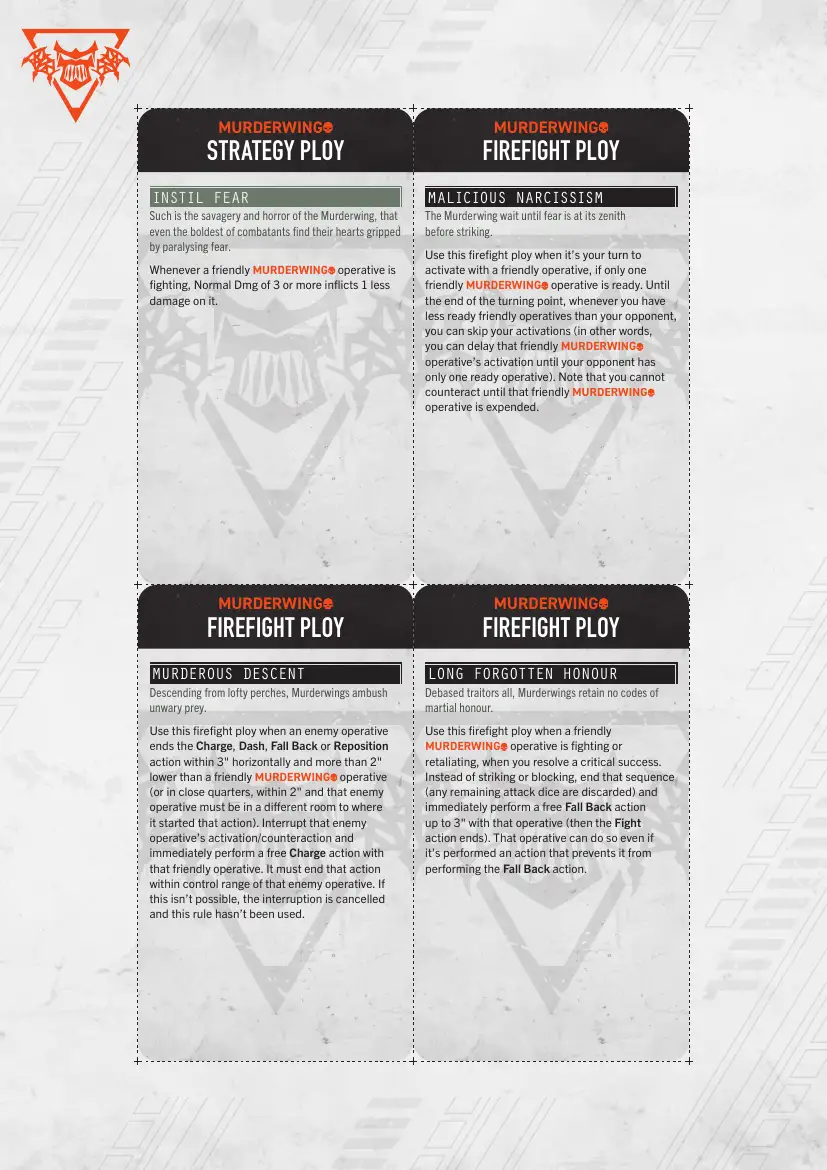 MURDERWING
STRATEGY PLOY
INSTIL FEAR
Such is the savagery and horror of the Murderwing, that
even the boldest of combatants find their hearts gripped
by paralysing fear.
Whenever a friendly MURDERWING operative is
fighting, Normal Dmg of 3 or more inflicts 1 less
damage on it.
MURDERWING
FIREFIGHT PLOY
MALICIOUS NARCISSISM
The Murderwing wait until fear is at its zenith
before striking.
Use this firefight ploy when it's your turn to
activate with a friendly operative, if only one
friendly MURDERWING operative is ready. Until
the end of the turning point, whenever you have
less ready friendly operatives than your opponent,
you can skip your activations (in other words,
you can delay that friendly MURDERWING
operative's activation until your opponent has
only one ready operative). Note that you cannot
counteract until that friendly MURDERWING
operative is expended.
MURDERWING
FIREFIGHT PLOY
MURDEROUS DESCENT
Descending from lofty perches, Murderwings ambush
unwary prey.
Use this firefight ploy when an enemy operative
ends the Charge, Dash, Fall Back or Reposition
action within 3" horizontally and more than 2"
lower than a friendly MURDERWING operative
(or in close quarters, within 2" and that enemy
operative must be in a different room to where
it started that action). Interrupt that enemy
operative's activation/counteraction and
immediately perform a free Charge action with
that friendly operative. It must end that action
within control range of that enemy operative. If
this isn't possible, the interruption is cancelled
and this rule hasn't been used.
MURDERWING
FIREFIGHT PLOY
LONG FORGOTTEN HONOUR
Debased traitors all, Murderwings retain no codes of
martial honour.
Use this firefight ploy when a friendly
MURDERWING operative is fighting or
retaliating, when you resolve a critical success.
Instead of striking or blocking, end that sequence
(any remaining attack dice are discarded) and
immediately perform a free Fall Back action
up to 3" with that operative (then the Fight
action ends). That operative can do so even if
it's performed an action that prevents it from
performing the Fall Back action.